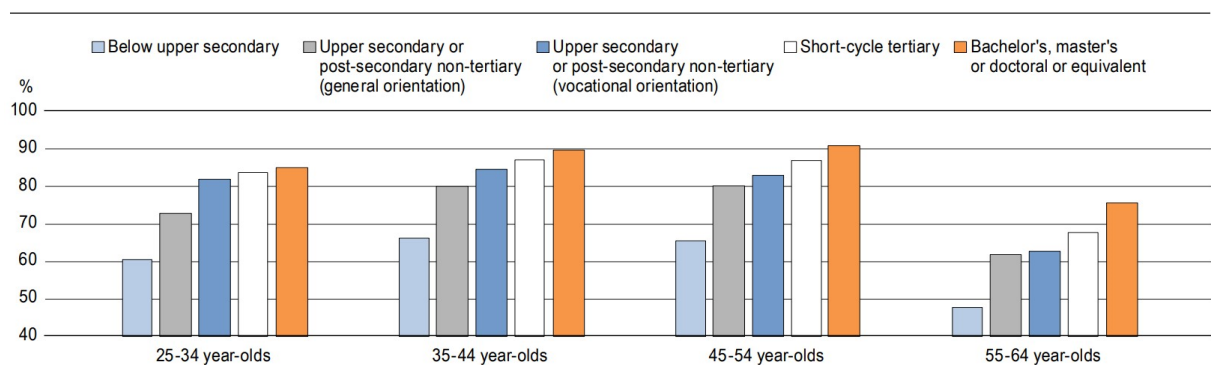 Below upper secondary
Upper secondary or
post-secondary non-tertiary
(general orientation)
Upper secondary
or post-secondary non-tertiary
(vocational orientation)
Short-cycle tertiary
Bachelor's, master's
or doctoral or equivalent
%
100
90
80
70
60
50
40
25-34 year-olds
35-44 year-olds
45-54 year-olds
55-64 year-olds